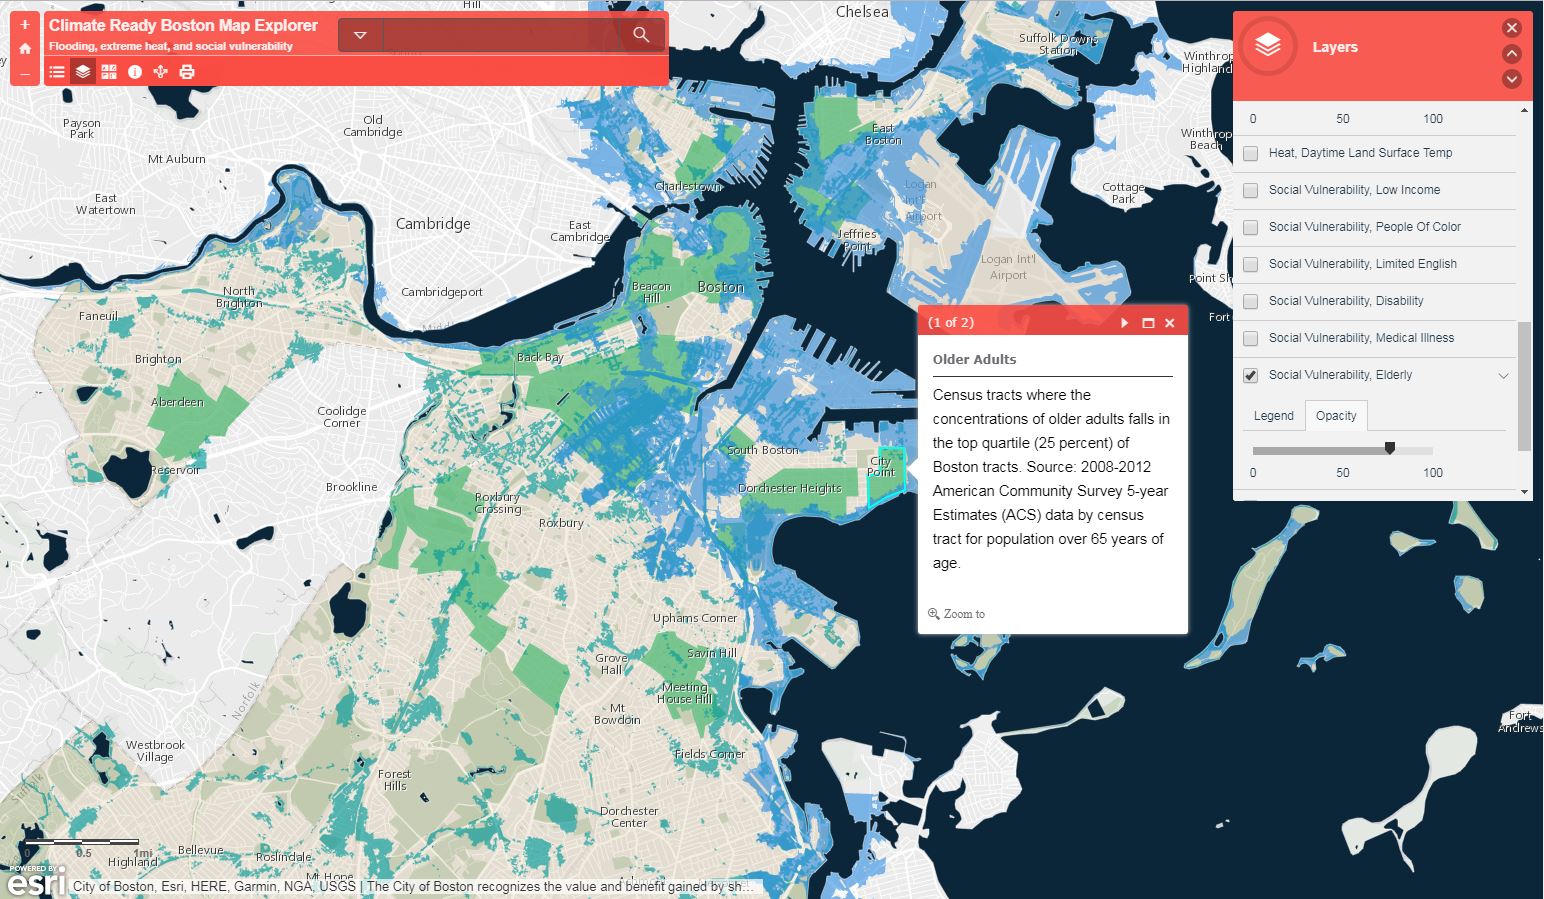 Hill
Chelsea
Climate Ready Boston Map Explorer
Flooding, extreme heat, and social vulnerability
Layers
Suffolk Downs
Station
Winthrop
Highland
0 50 100
Payson
Park
Old
Cambridge
East
Boston
Winthrop
Beach
Heat, Daytime Land Surface Temp
Mt Auburn
Charlestown
Logan
Int'l
Airport
Cottage
Park
Social Vulnerability, Low Income
East
Watertown
Cambridge
East
Cambridge
Jeffries
Point
Social Vulnerability, People Of Color
Logan Int'l
Airport
Social Vulnerability, Limited English
North
Brighton
Cambridgeport
Beacon
Hill
Boston
Point Sh
Social Vulnerability, Disability
Faneuil
Fort
(1 of 2)
Social Vulnerability, Medical Illness
Brighton
Back Bay
Older Adults
Social Vulnerability, Elderly
Census tracts where the
concentrations of older adults falls in
the top quartile (25 percent) of
Boston tracts. Source: 2008-2012
American Community Survey 5-year
Estimates (ACS) data by census
tract for population over 65 years of
age.
Zoom to
Legend Opacity
0 50 100
Aberdeen
Coolidge
Corner
South Boston
City
Point
Reservoir
Brookline
Dorchester Heights
Roxbury
Crossing
Roxbury
Uphams Corner
Grove
Hall
Savin Hill
Meeting
House Hill
Norfolk
Mt
Bowdoin
Fort
Andrews
Westbrook
Village
Fields Corner
Forest
Hills
Suffolk
Dorchester
Center
0 0.5 1mi
Highland
Bellevue
Roslindale
Mt Hope
POWERED BY
esri
City of Boston, Esri, HERE, Garmin, NGA, USGS | The City of Boston recognizes the value and benefit gained by sh...